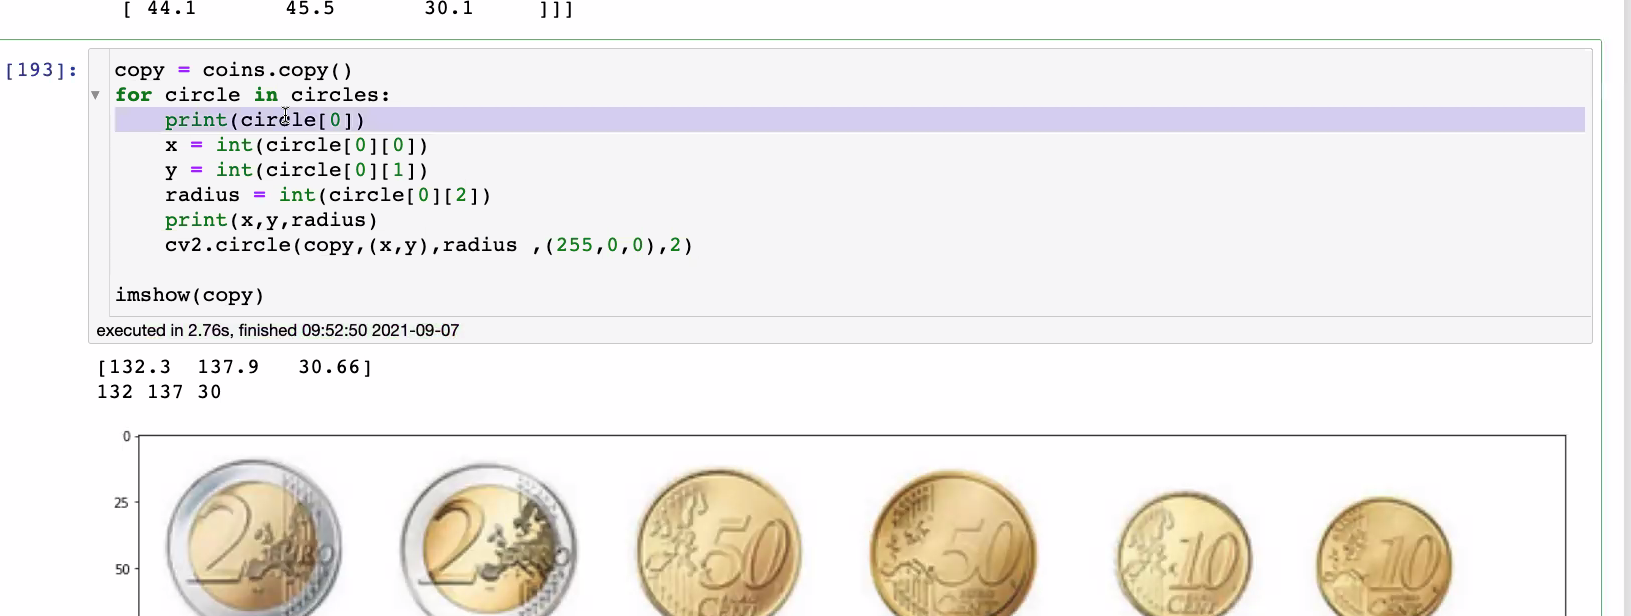 [ 44.1 45.5 30.1 ]]]
[193]:
copy = coins.copy()
for circle in circles:
print(circle[0])
x = int(circle[0][0])
y = int(circle[0][1])
radius = int(circle[0][2])
print(x,y,radius)
cv2.circle(copy,(x,y),radius ,(255,0,0),2)
imshow(copy)
executed in 2.76s, finished 09:52:50 2021-09-07
[132.3 137.9 30.66]
132 137 30
0
25
50
2 EURO
2
50
CENT
50
CENT
10
10